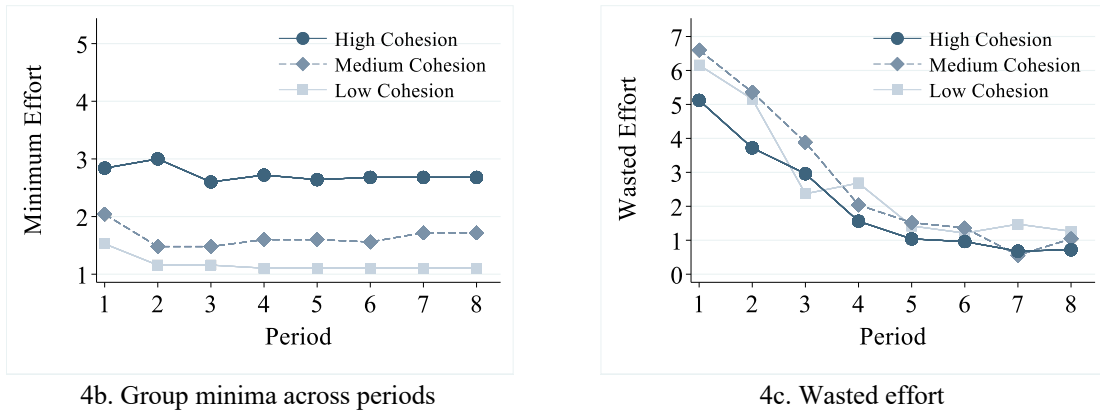 Minimum Effort
5
4
3
2
1
High Cohesion
Medium Cohesion
Low Cohesion
1 2 3 4 5 6 7 8
Period
4b. Group minima across periods
Wasted Effort
7
6
5
4
3
2
1
0
High Cohesion
Medium Cohesion
Low Cohesion
1 2 3 4 5 6 7 8
Period
4c. Wasted effort